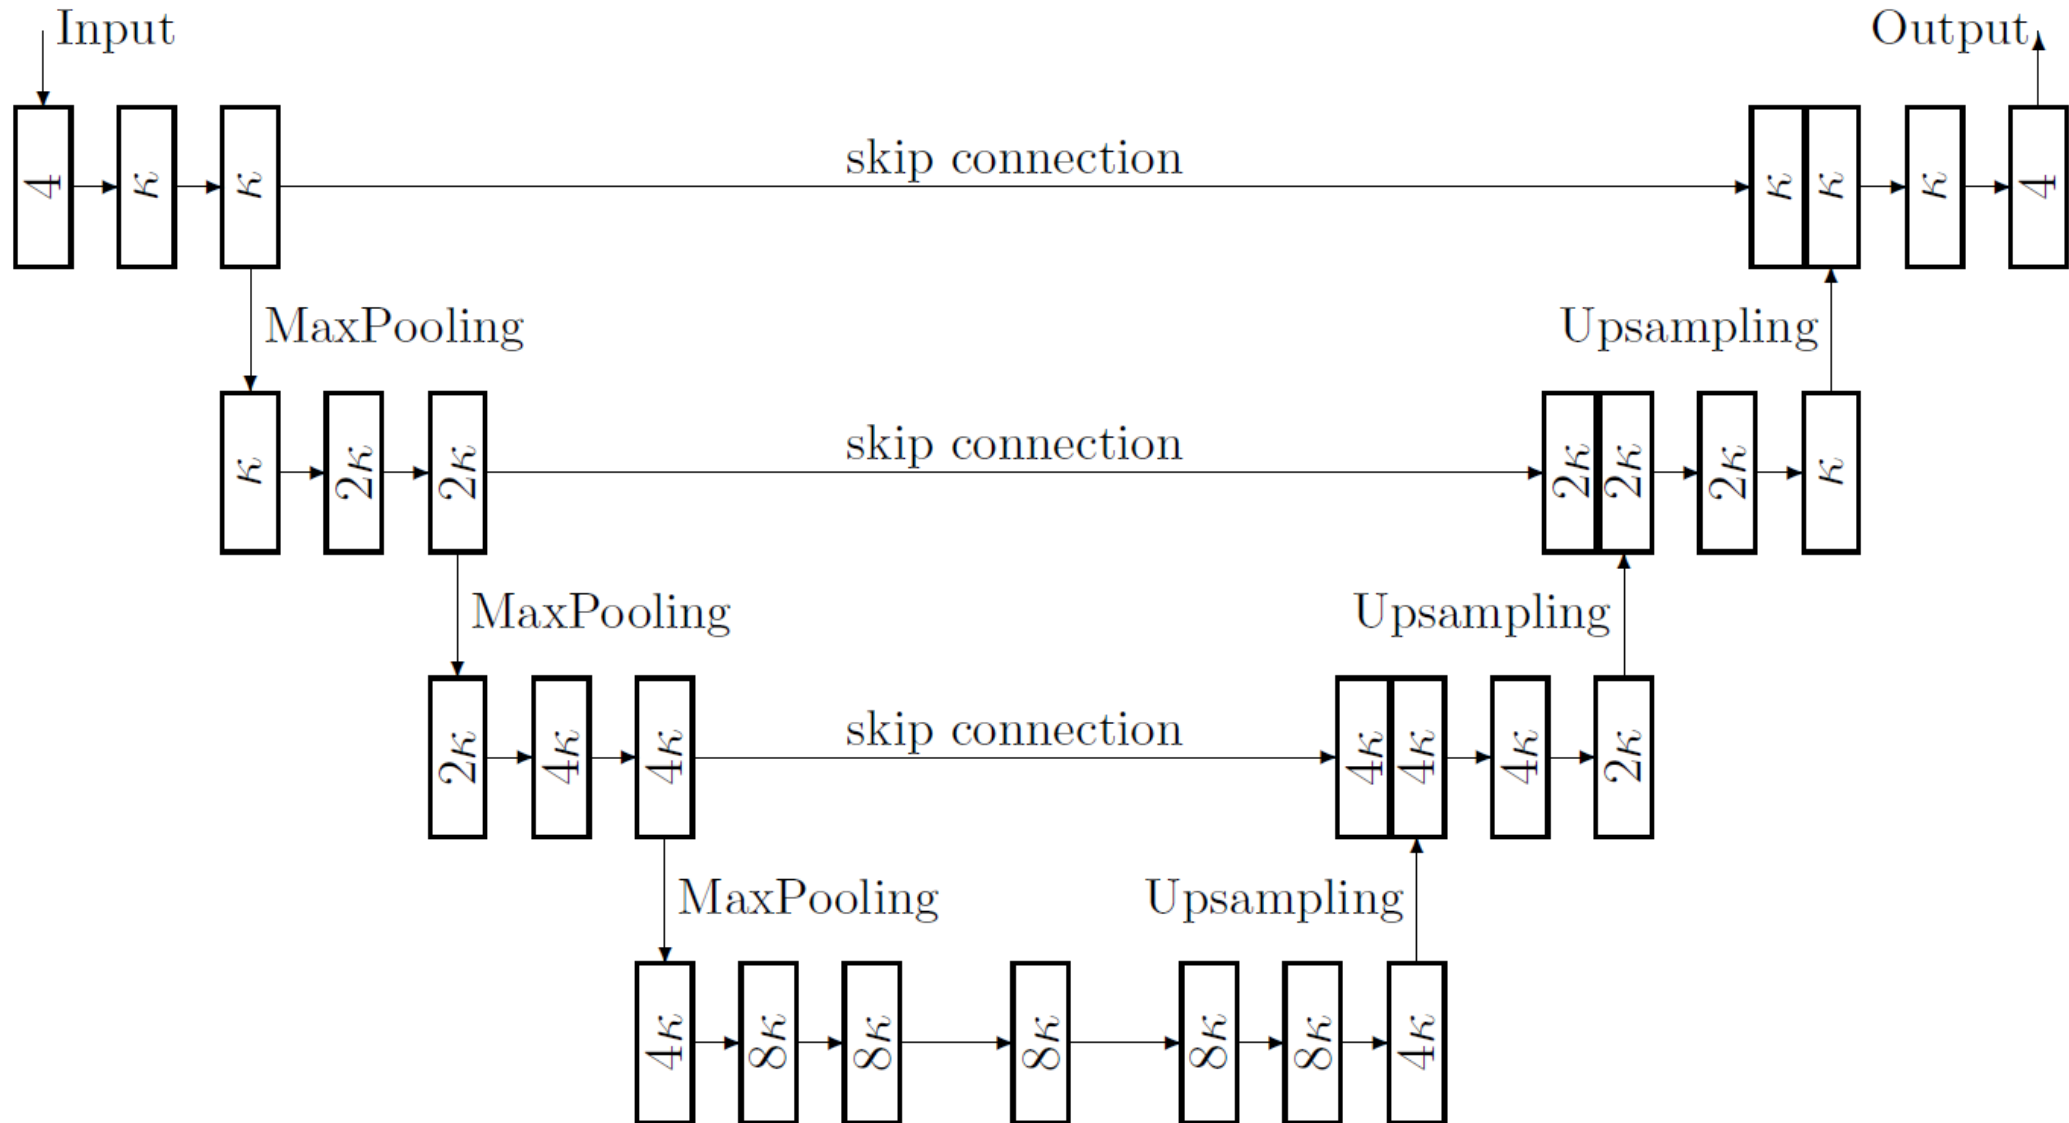 Input
Output
4
κ
κ
skip connection
κ
κ
κ
4
MaxPooling
Upsampling
κ
2κ
2κ
skip connection
2κ
2κ
2κ
κ
MaxPooling
Upsampling
2κ
4κ
4κ
skip connection
4κ
4κ
4κ
2κ
MaxPooling
Upsampling
4κ
8κ
8κ
8κ
8κ
8κ
4κ